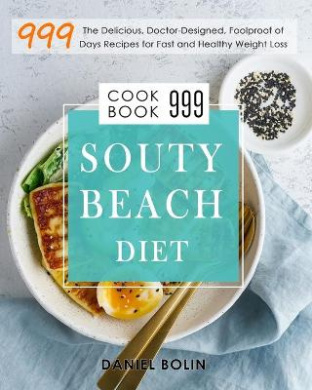 999 The Delicious, Doctor-Designed, Foolproof of
Days Recipes for Fast and Healthy Weight Loss
COOK
BOOK 999
SOUTY
BEACH
DIET
DANIEL BOLIN